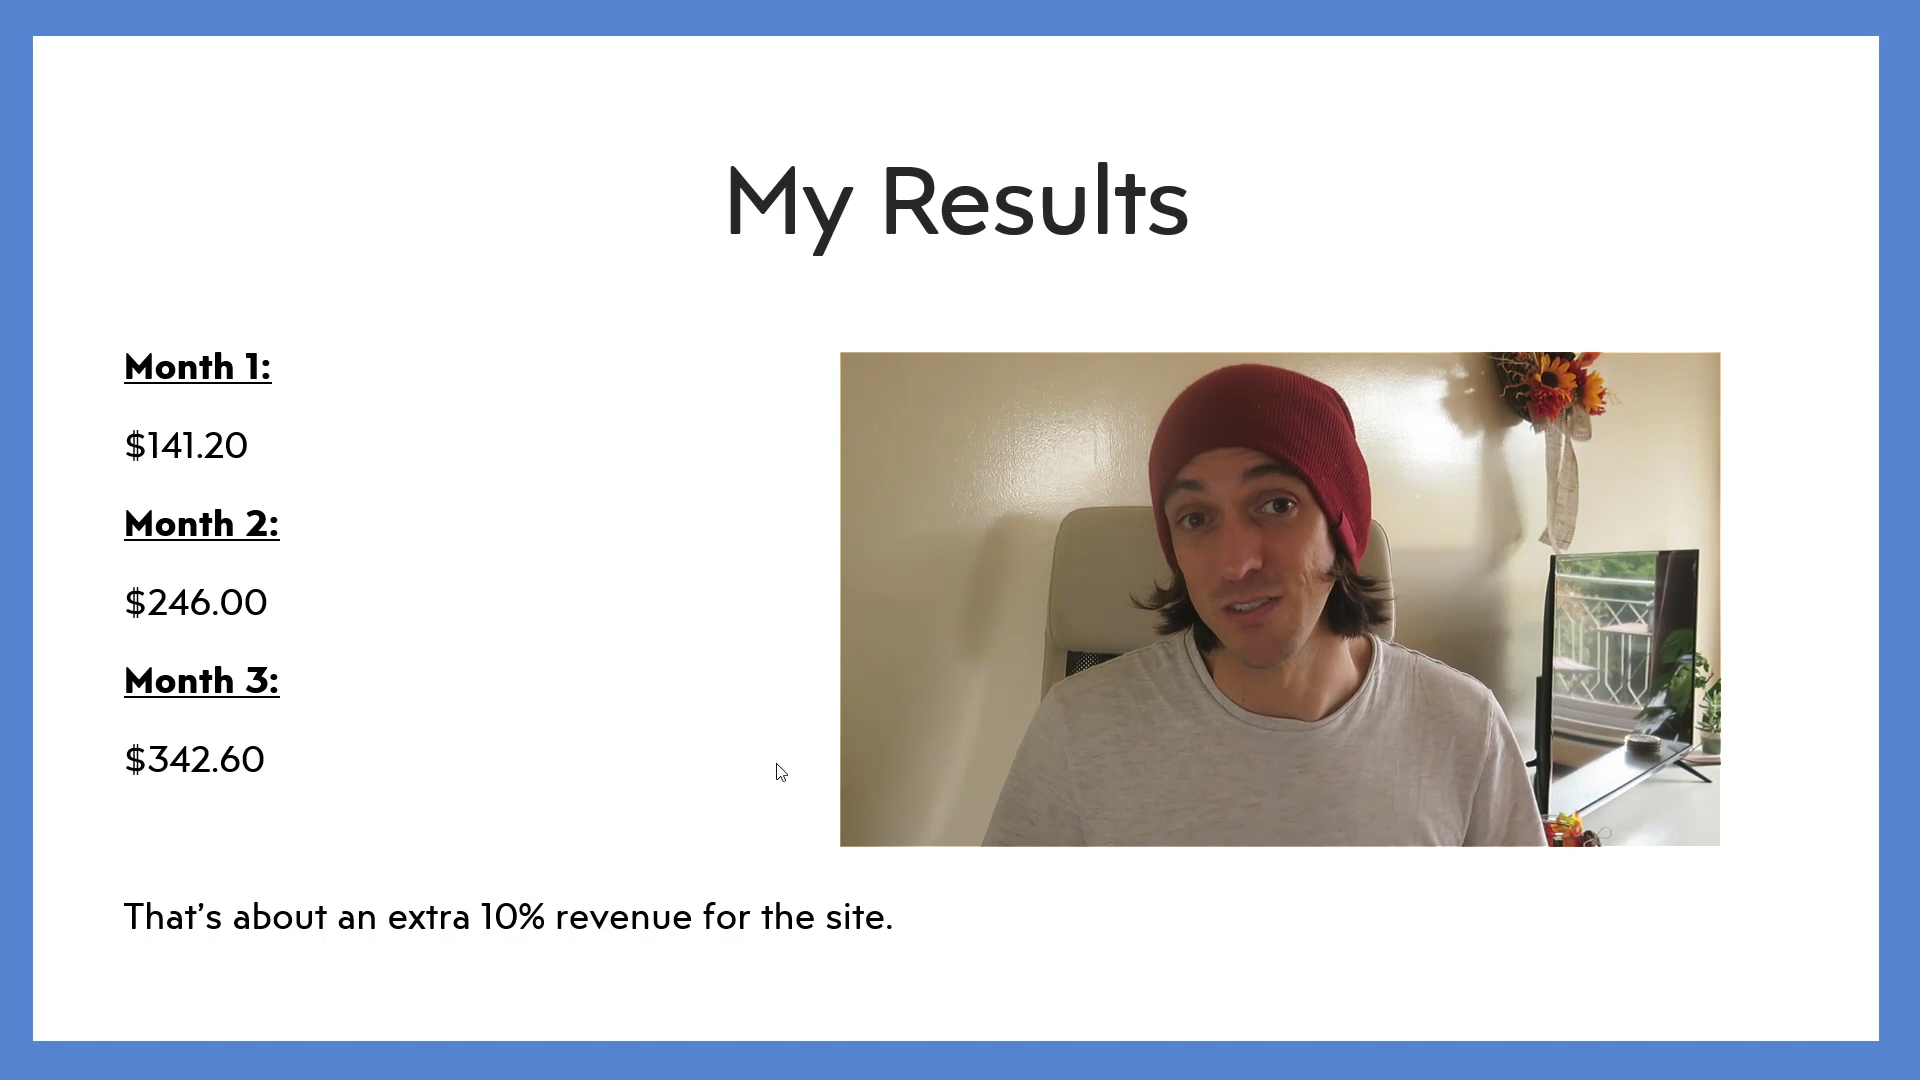 My Results
Month 1:
$141.20
Month 2:
$246.00
Month 3:
$342.60
That’s about an extra 10% revenue for the site.